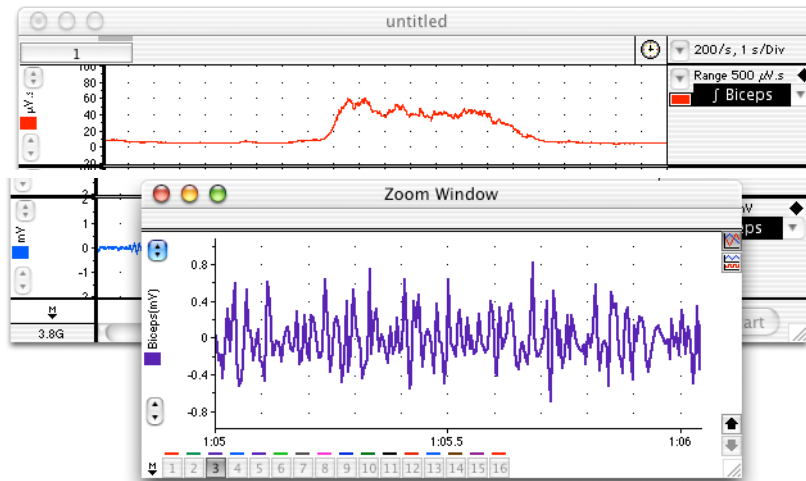 untitled
1
200/s, 1 s/Div
Range 500 µV.s
∫ Biceps
µV.s
100
80
60
40
20
0
20
2
mV
1
0
-1
2
M
3.8G
Zoom Window
Biceps(mV)
0.8
0.4
0
-0.4
-0.8
1:05
1:05.5
1:06
M
1 2 3 4 5 6 7 8 9 10 11 12 13 14 15 16